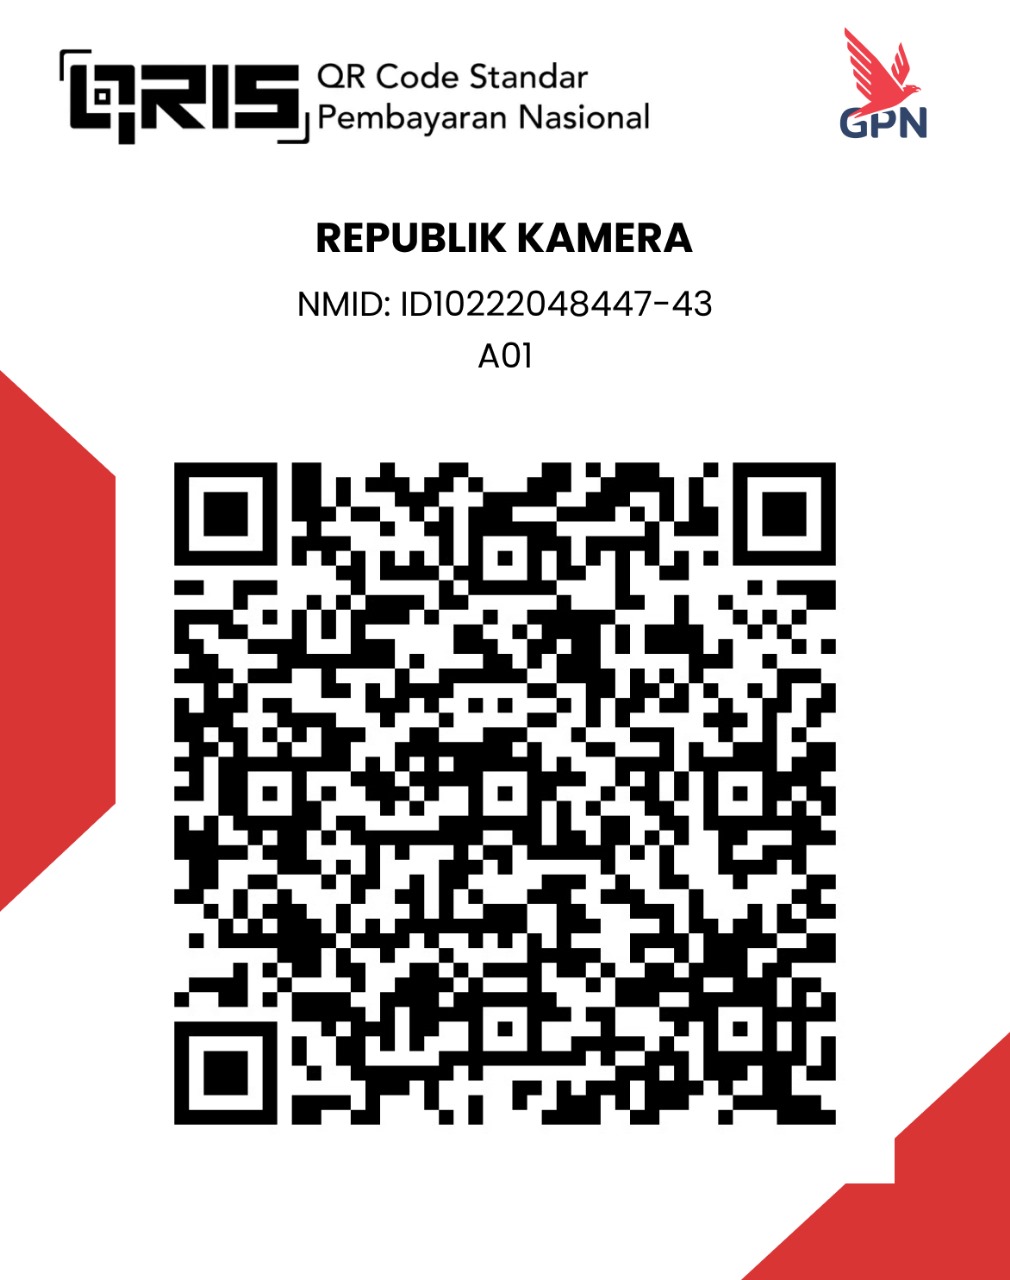 QRIS
QR Code Standar
Pembayaran Nasional
GPN
REPUBLIK KAMERA
NMID: ID10222048447-43
A01